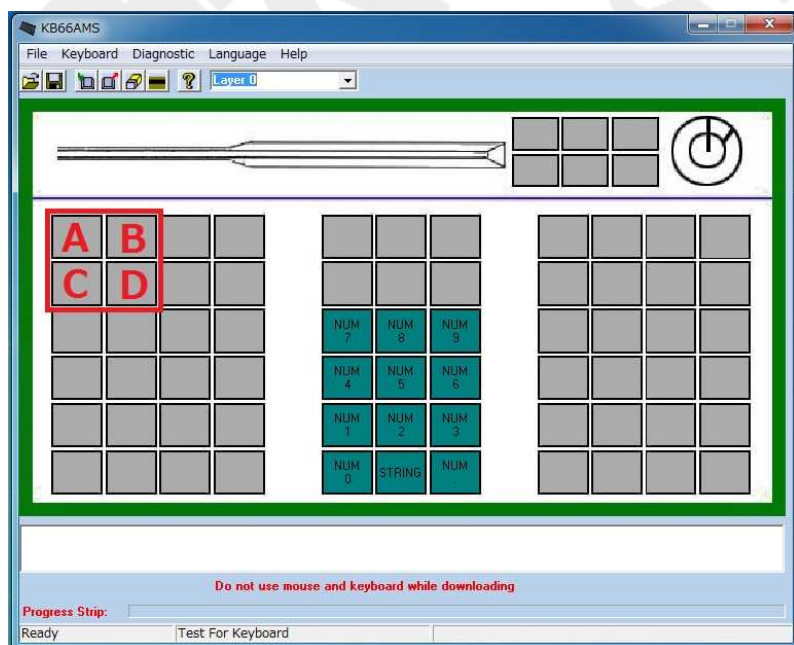 KB66AMS
File Keyboard Diagnostic Language Help
Layer 0
A B
C D
NUM 7 NUM 8 NUM 9
NUM 4 NUM 5 NUM 6
NUM 1 NUM 2 NUM 3
NUM 0 STRING NUM .
Do not use mouse and keyboard while downloading
Progress Strip:
Ready Test For Keyboard